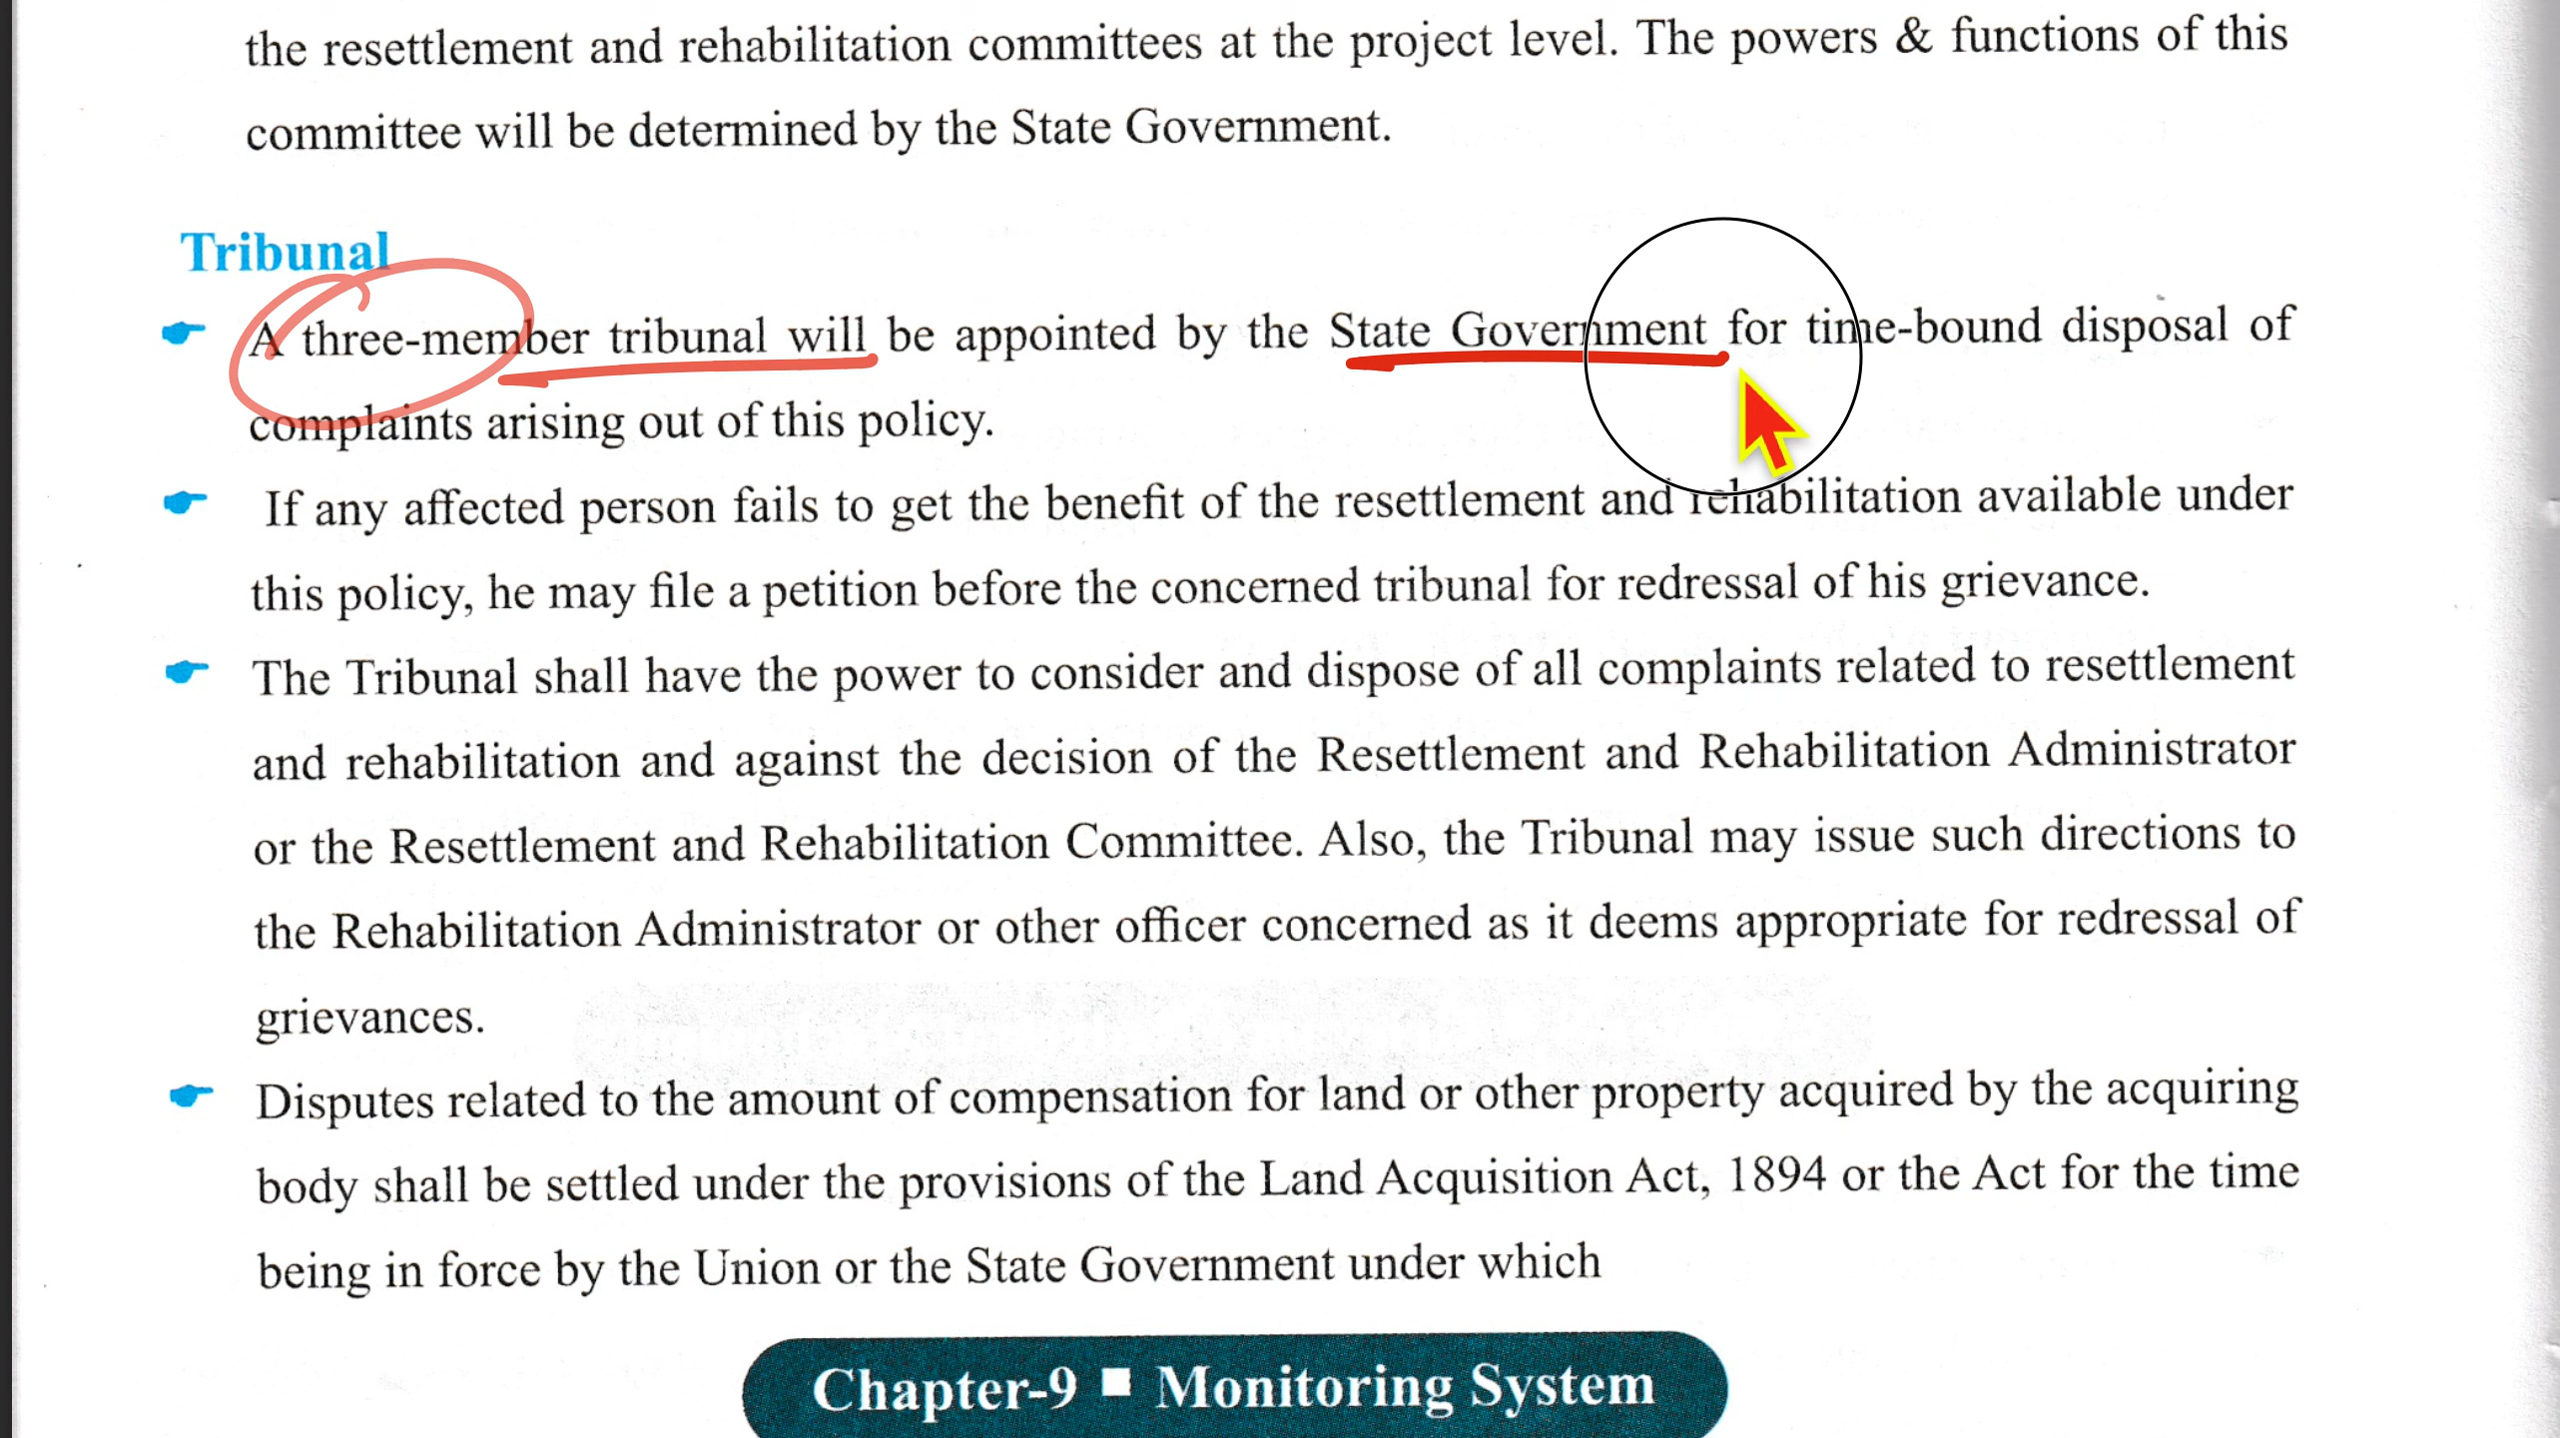 the resettlement and rehabilitation committees at the project level. The powers & functions of this
committee will be determined by the State Government.
Tribunal
A three-member tribunal will be appointed by the State Government for time-bound disposal of
complaints arising out of this policy.
If any affected person fails to get the benefit of the resettlement and rehabilitation available under
this policy, he may file a petition before the concerned tribunal for redressal of his grievance.
The Tribunal shall have the power to consider and dispose of all complaints related to resettlement
and rehabilitation and against the decision of the Resettlement and Rehabilitation Administrator
or the Resettlement and Rehabilitation Committee. Also, the Tribunal may issue such directions to
the Rehabilitation Administrator or other officer concerned as it deems appropriate for redressal of
grievances.
Disputes related to the amount of compensation for land or other property acquired by the acquiring
body shall be settled under the provisions of the Land Acquisition Act, 1894 or the Act for the time
being in force by the Union or the State Government under which
Chapter-9 ■ Monitoring System